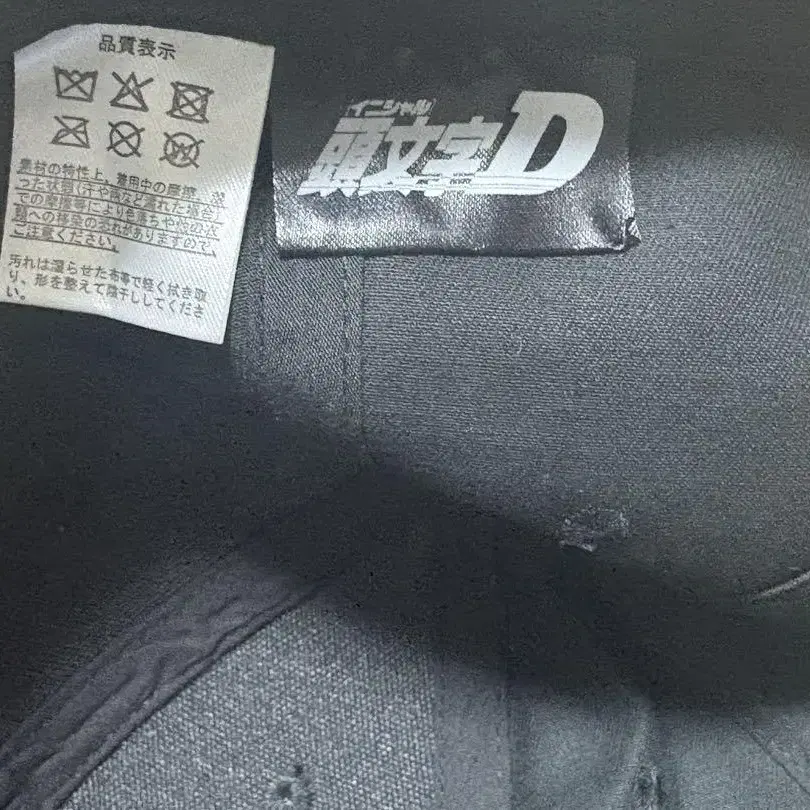 品質表示
素材の特性上、着用中の摩擦、湿
った状態(汗や雨などで濡れた場合)
での摩擦等により色落ちや他の衣
類への移染の恐れがありますので、
ご注意ください。
汚れは湿らせた布等で軽く拭き取
り、形を整えて陰干ししてくださ
い。
イニシャル
頭文字D